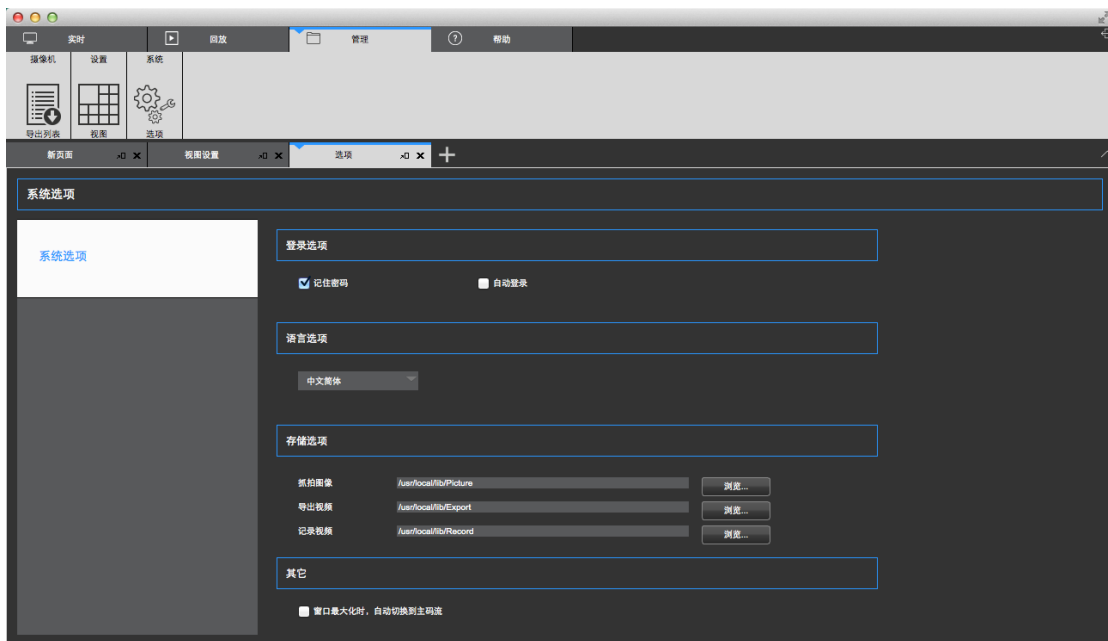 实时 回放 管理 帮助
摄像机 设置 系统
导出列表 视图 选项
新页面 视图设置 选项
系统选项
系统选项
登录选项
记住密码 自动登录
语言选项
中文简体
存储选项
抓拍图像 /usr/local/lib/Picture 浏览...
导出视频 /usr/local/lib/Export 浏览...
记录视频 /usr/local/lib/Record 浏览...
其它
窗口最大化时，自动切换到主码流